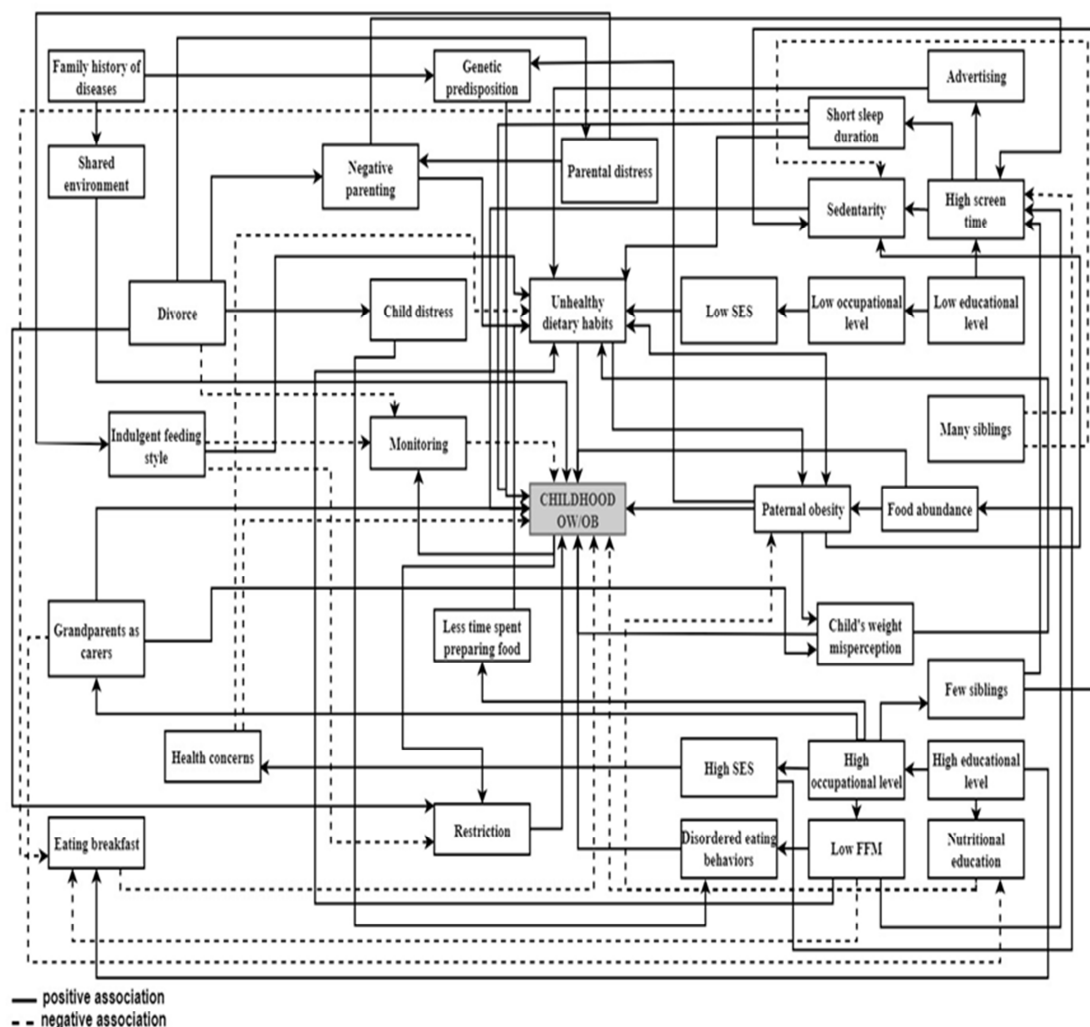 Family history of
diseases
Genetic
predisposition
Advertising
Short sleep
duration
Shared
environment
Negative
parenting
Parental distress
Sedentarity
High screen
time
Divorce
Child distress
Unhealthy
dietary habits
Low SES
Low occupational
level
Low educational
level
Indulgent feeding
style
Monitoring
Many siblings
CHILDHOOD
OW/OB
Paternal obesity
Food abundance
Grandparents as
carers
Less time spent
preparing food
Child's weight
misperception
Few siblings
Health concerns
High SES
High
occupational level
High educational
level
Eating breakfast
Restriction
Disordered eating
behaviors
Low FFM
Nutritional
education
positive association
negative association